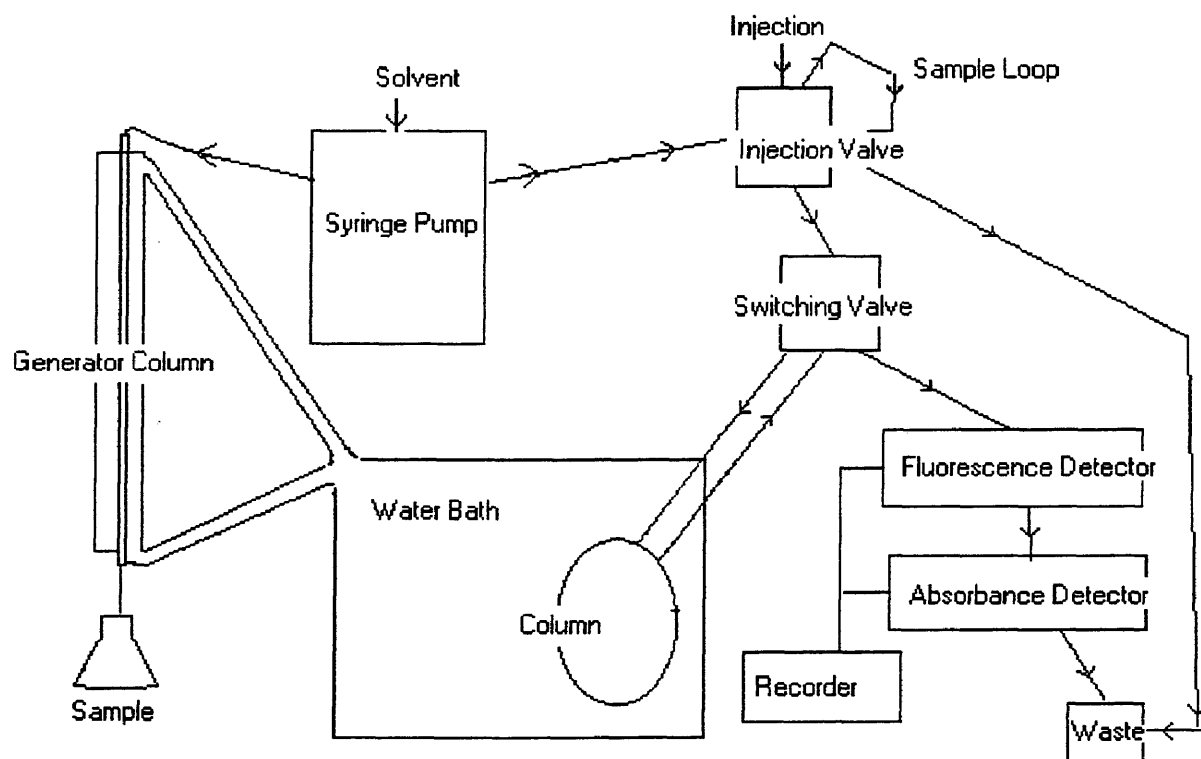 Injection
Solvent
Sample Loop
Injection Valve
Syringe Pump
Switching Valve
Generator Column
Fluorescence Detector
Water Bath
Absorbance Detector
Column
Recorder
Sample
Waste